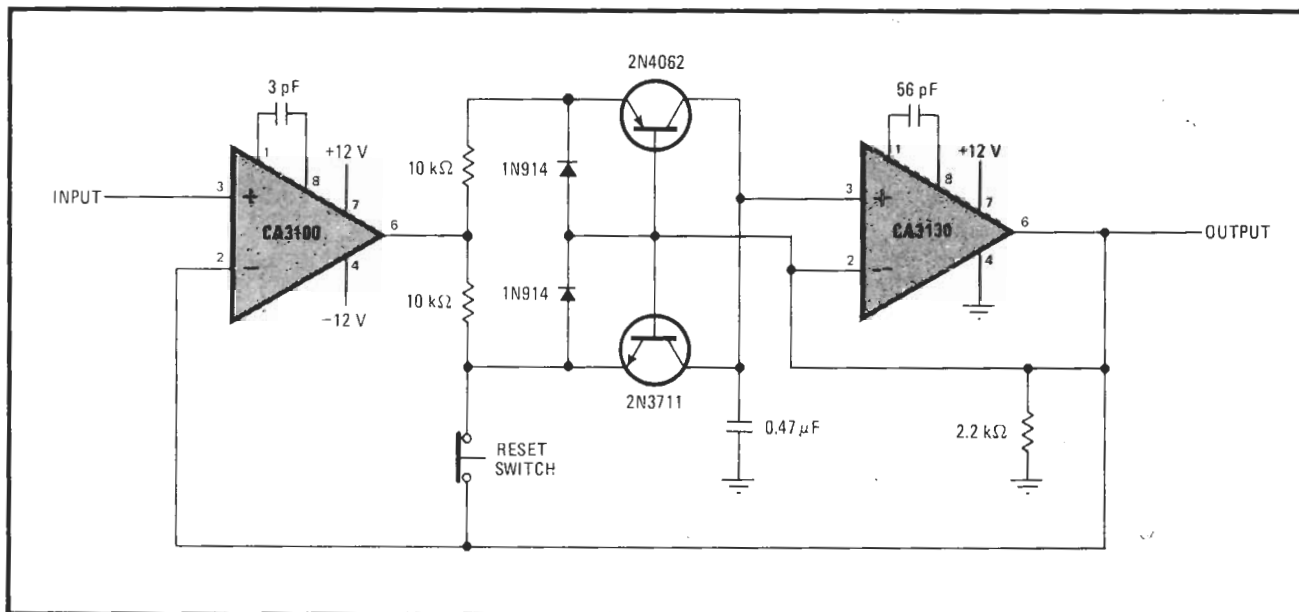 2N4062
3 pF
56 pF
1
8
+12 V
7
10 kΩ
1N914
1
8
+12 V
7
INPUT
3
+
CA3100
6
3
+
CA3130
6
OUTPUT
2
−
4
−12 V
10 kΩ
1N914
2
−
4
2N3711
RESET
SWITCH
0.47 μF
2.2 kΩ